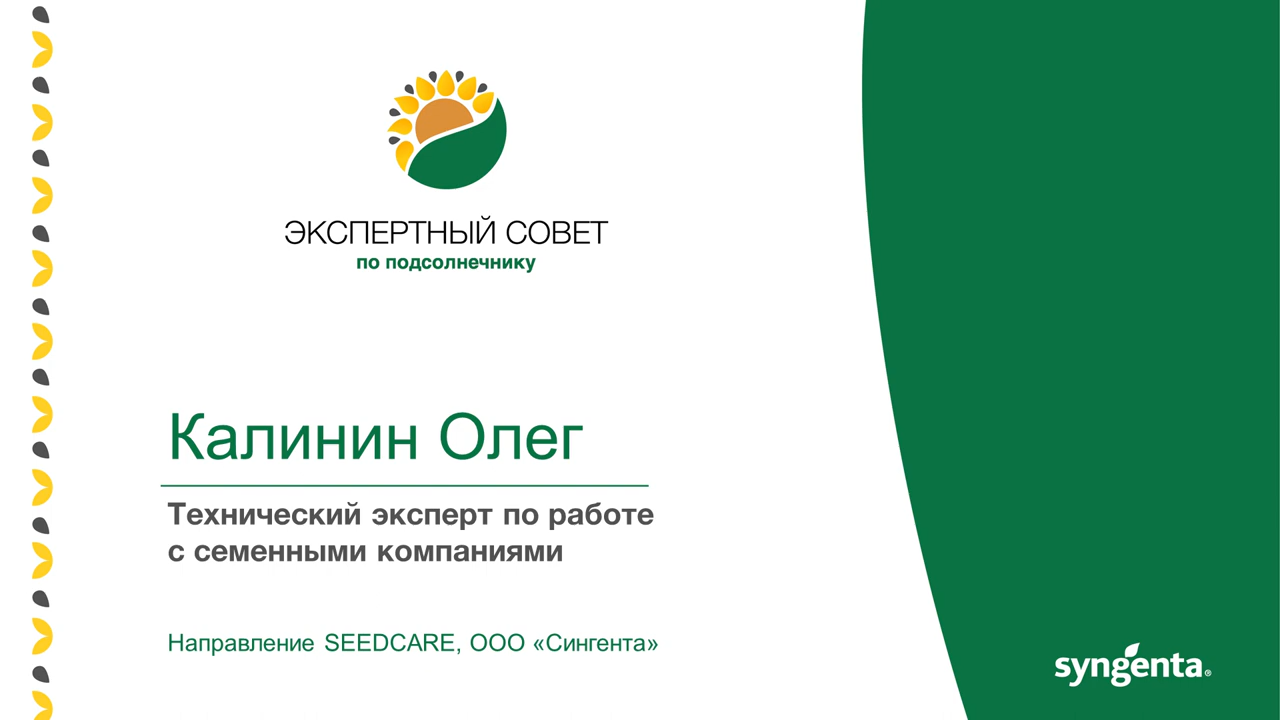 ЭКСПЕРТНЫЙ СОВЕТ
по подсолнечнику
Калинин Олег
Технический эксперт по работе
с семенными компаниями
Направление SEEDCARE, ООО «Сингента»
syngenta®